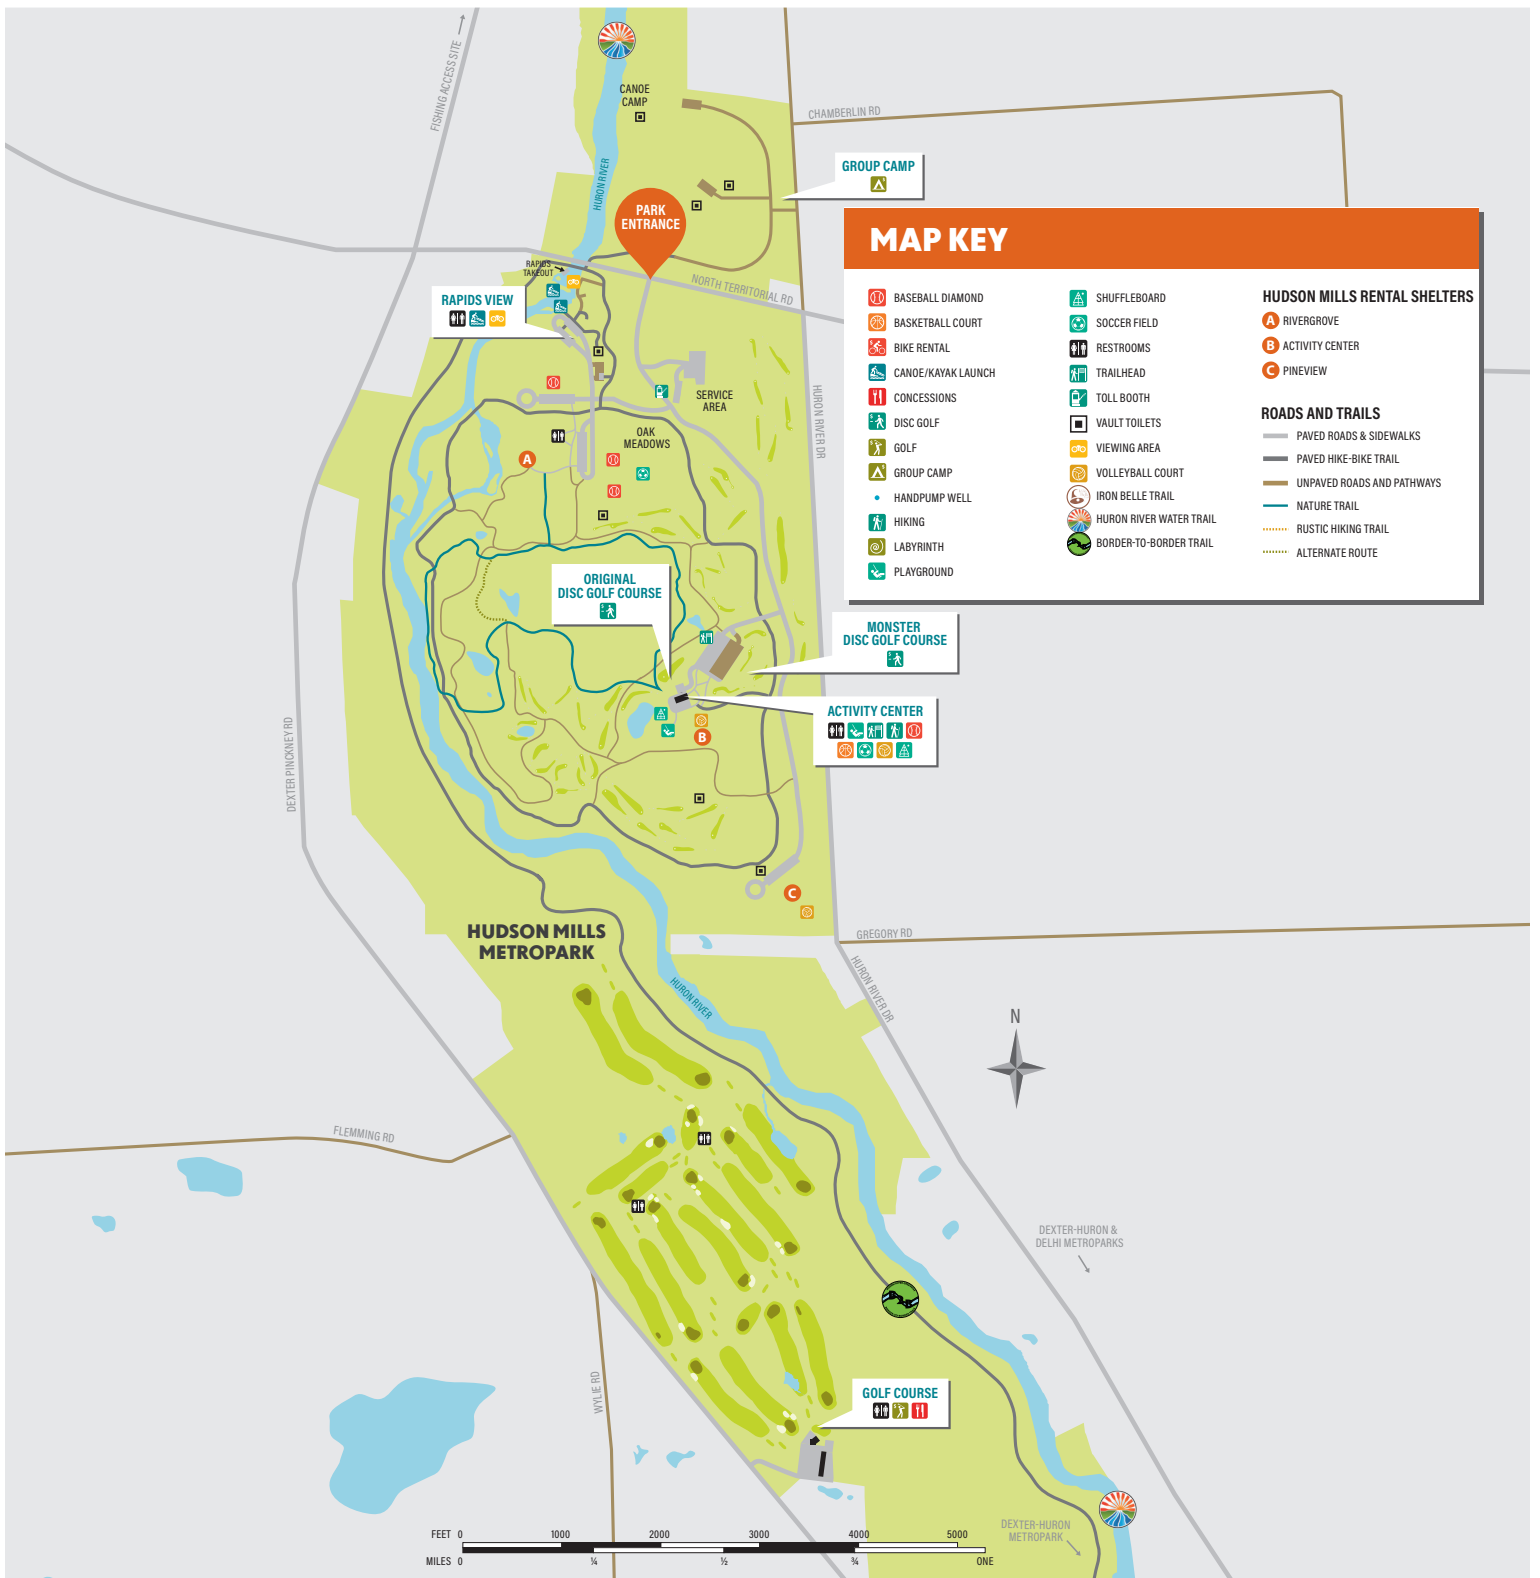 FISHING ACCESS SITE
CANOE
CAMP
CHAMBERLIN RD
HURON RIVER
GROUP CAMP
PARK
ENTRANCE
RAPIDS
TAKEOUT
NORTH TERRITORIAL RD
RAPIDS VIEW
SERVICE
AREA
HURON RIVER DR
OAK
MEADOWS
A
ORIGINAL
DISC GOLF COURSE
MONSTER
DISC GOLF COURSE
ACTIVITY CENTER
B
DEXTER PINCKNEY RD
C
HUDSON MILLS
METROPARK
GREGORY RD
HURON RIVER DR
HURON RIVER
N
FLEMMING RD
DEXTER-HURON &
DELHI METROPARKS
WYLIE RD
GOLF COURSE
DEXTER-HURON
METROPARK
FEET 0 1000 2000 3000 4000 5000
MILES 0 ¼ ½ ¾ ONE
MAP KEY
BASEBALL DIAMOND
BASKETBALL COURT
BIKE RENTAL
CANOE/KAYAK LAUNCH
CONCESSIONS
DISC GOLF
GOLF
GROUP CAMP
HANDPUMP WELL
HIKING
LABYRINTH
PLAYGROUND
SHUFFLEBOARD
SOCCER FIELD
RESTROOMS
TRAILHEAD
TOLL BOOTH
VAULT TOILETS
VIEWING AREA
VOLLEYBALL COURT
IRON BELLE TRAIL
HURON RIVER WATER TRAIL
BORDER-TO-BORDER TRAIL
HUDSON MILLS RENTAL SHELTERS
A RIVERGROVE
B ACTIVITY CENTER
C PINEVIEW
ROADS AND TRAILS
PAVED ROADS & SIDEWALKS
PAVED HIKE-BIKE TRAIL
UNPAVED ROADS AND PATHWAYS
NATURE TRAIL
RUSTIC HIKING TRAIL
ALTERNATE ROUTE